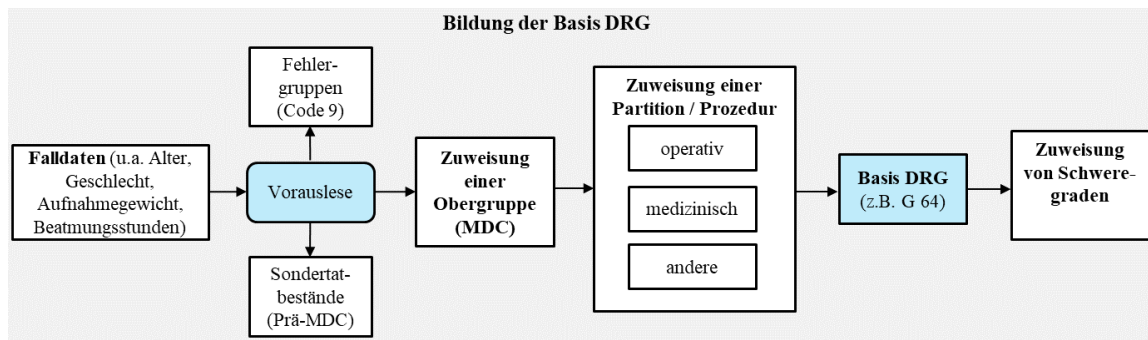 Bildung der Basis DRG
Falldaten (u.a. Alter,
Geschlecht,
Aufnahmegewicht,
Beatmungsstunden)
Fehler-
gruppen
(Code 9)
Vorauslese
Sondertat-
bestände
(Prä-MDC)
Zuweisung
einer
Obergruppe
(MDC)
Zuweisung einer
Partition / Prozedur
operativ
medizinisch
andere
Basis DRG
(z.B. G 64)
Zuweisung
von Schwere-
graden